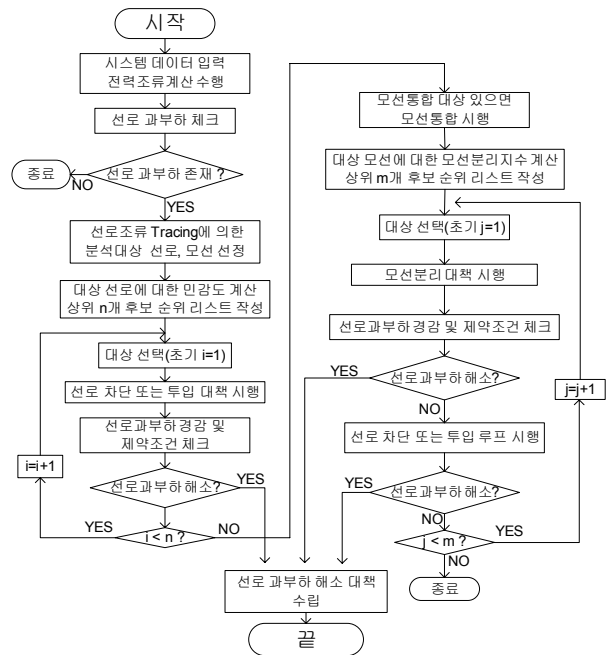 시작
시스템 데이터 입력
전력조류계산 수행
선로 과부하 체크
선로 과부하 존재 ?
종료
NO
YES
선로조류 Tracing에 의한
분석대상 선로, 모선 선정
대상 선로에 대한 민감도 계산
상위 n개 후보 순위 리스트 작성
대상 선택(초기 i=1)
선로 차단 또는 투입 대책 시행
선로과부하경감 및
제약조건 체크
i=i+1
선로과부하해소?
YES
YES
i < n ?
NO
모선통합 대상 있으면
모선통합 시행
대상 모선에 대한 모선분리지수 계산
상위 m개 후보 순위 리스트 작성
대상 선택(초기 j=1)
모선분리 대책 시행
선로과부하경감 및 제약조건 체크
YES
선로과부하해소?
j=j+1
NO
선로 차단 또는 투입 루프 시행
YES
선로과부하해소?
NO
YES
j < m ?
NO
종료
선로 과부하 해소 대책
수립
끝